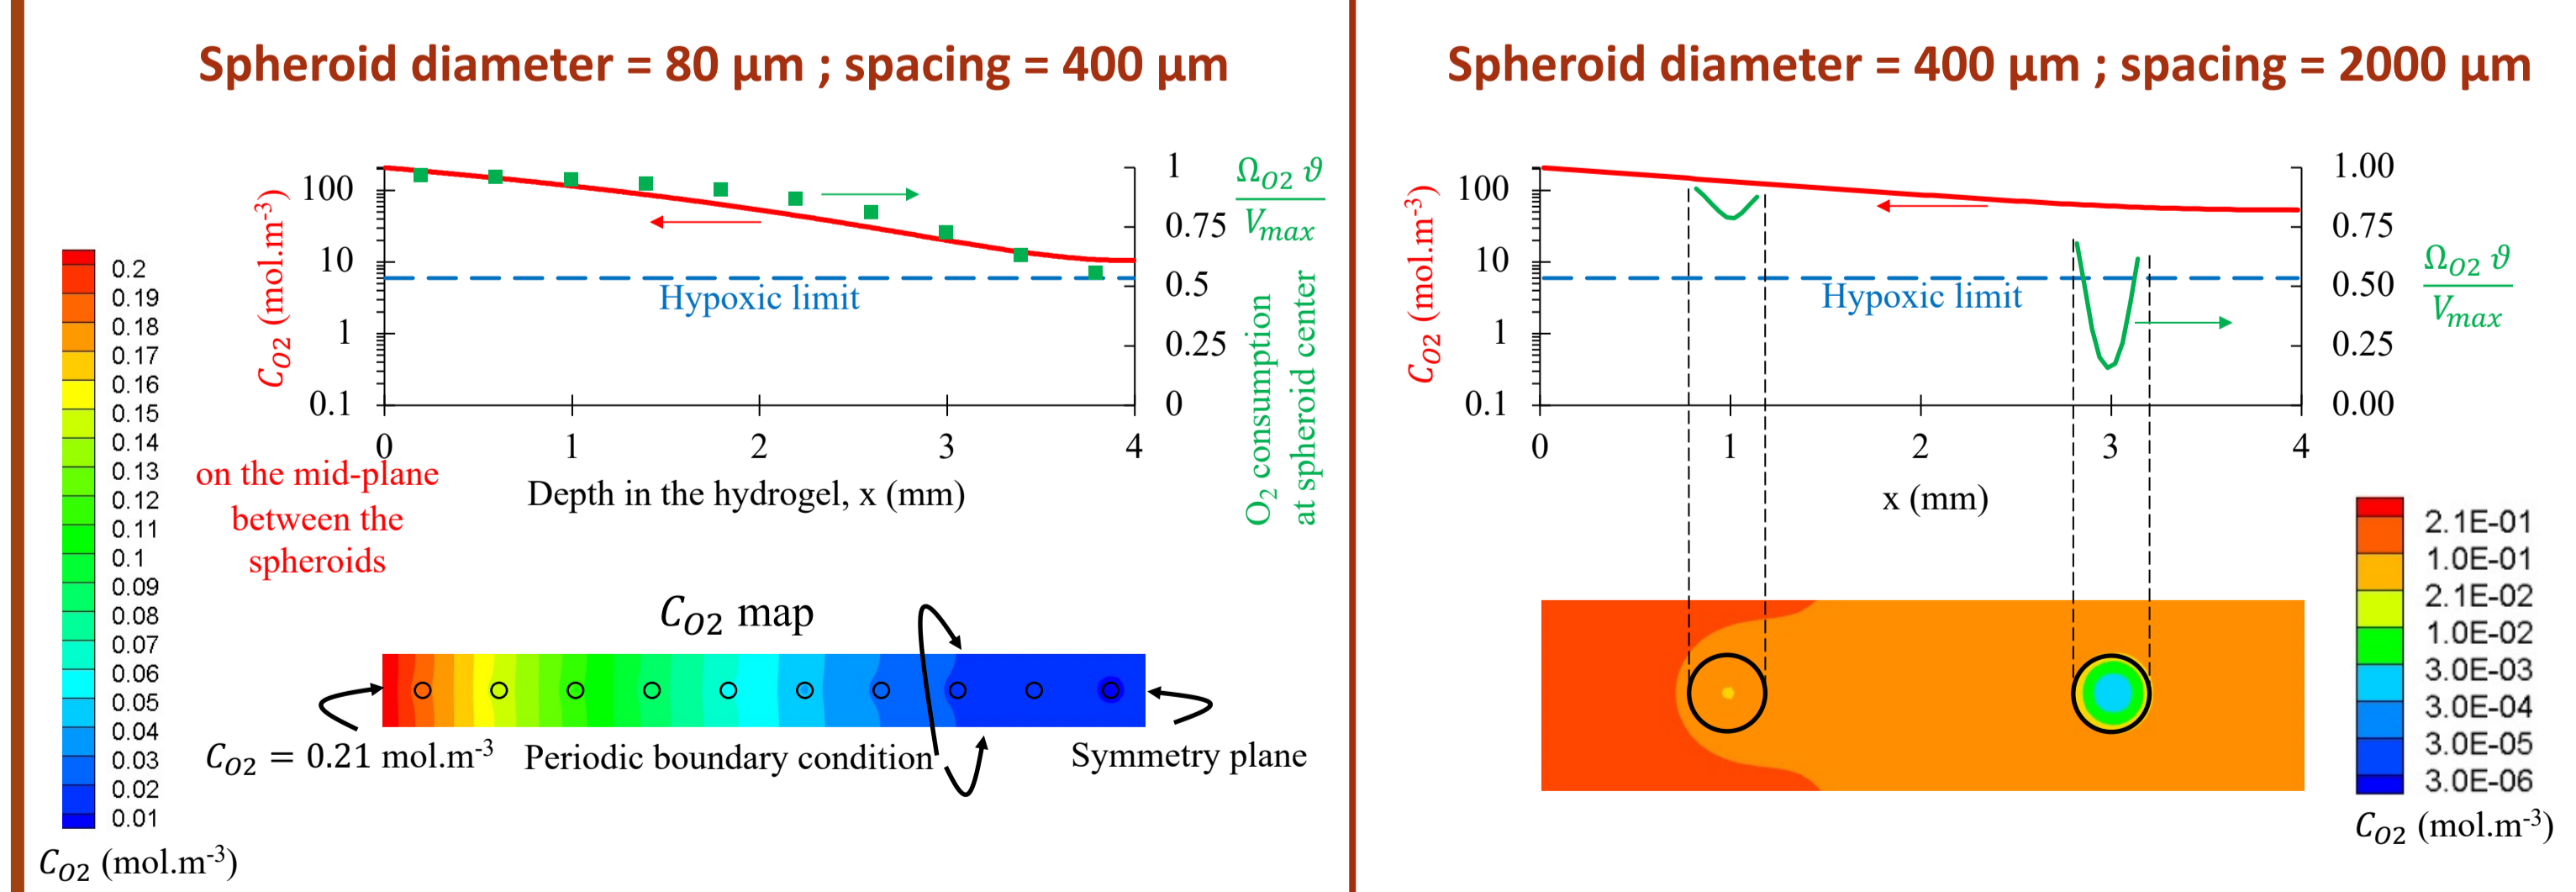 Spheroid diameter = 80 µm ; spacing = 400 µm
C_O2 (mol.m⁻³)
100
10
1
0.1
0
1
2
3
4
Depth in the hydrogel, x (mm)
Hypoxic limit
1
0.75
0.5
0.25
0
Ω_O2 ϑ
V_max
O₂ consumption
at spheroid center
on the mid-plane
between the
spheroids
0.2
0.19
0.18
0.17
0.16
0.15
0.14
0.13
0.12
0.11
0.1
0.09
0.08
0.07
0.06
0.05
0.04
0.03
0.02
0.01
C_O2 (mol.m⁻³)
C_O2 map
C_O2 = 0.21 mol.m⁻³
Periodic boundary condition
Symmetry plane
Spheroid diameter = 400 µm ; spacing = 2000 µm
C_O2 (mol.m⁻³)
100
10
1
0.1
0
1
2
3
4
x (mm)
Hypoxic limit
1.00
0.75
0.50
0.25
0.00
Ω_O2 ϑ
V_max
2.1E-01
1.0E-01
2.1E-02
1.0E-02
3.0E-03
3.0E-04
3.0E-05
3.0E-06
C_O2 (mol.m⁻³)